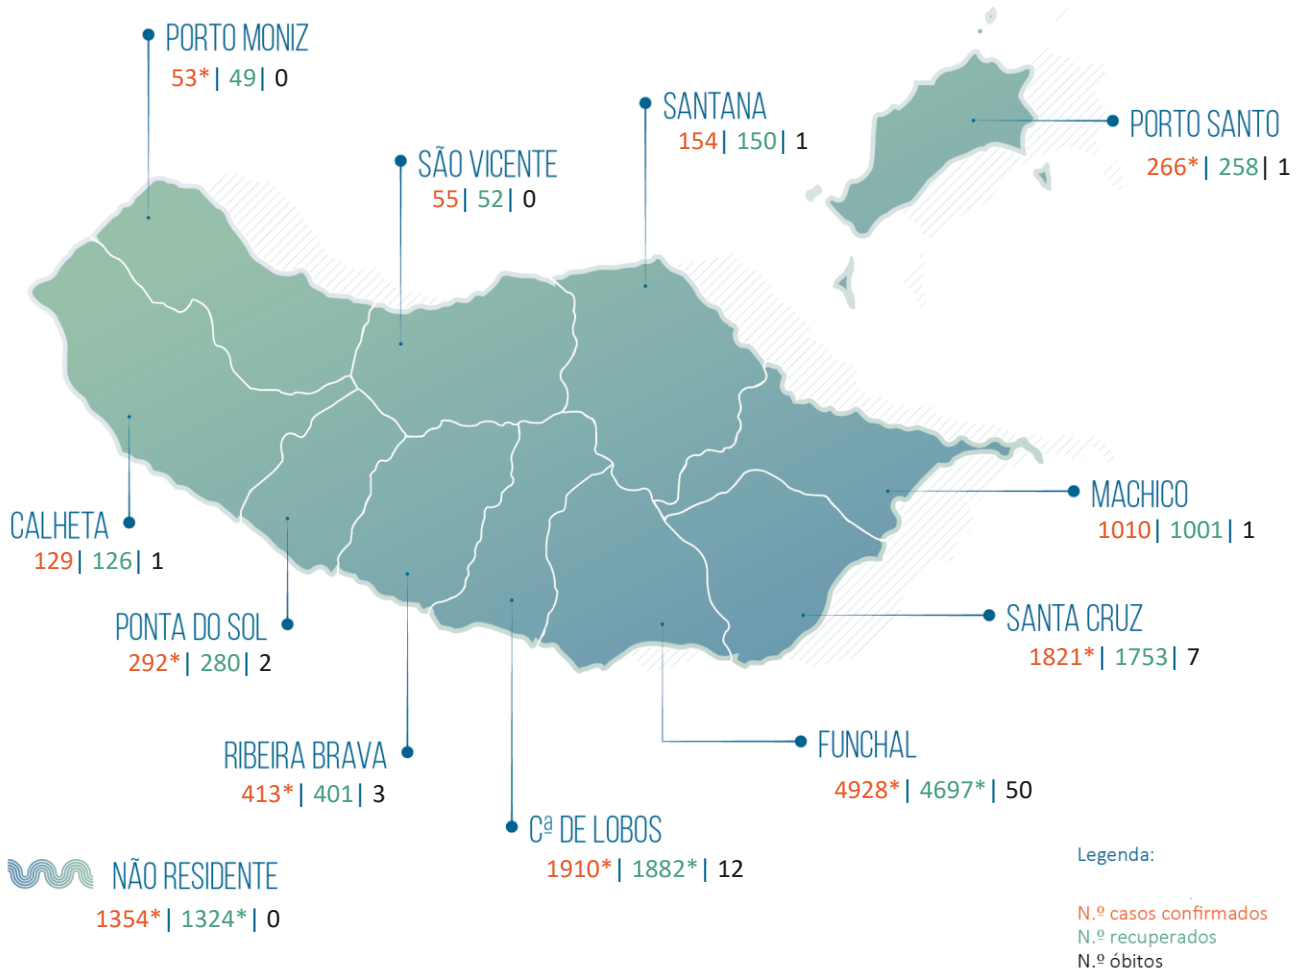 PORTO MONIZ
53*| 49| 0
SANTANA
154| 150| 1
PORTO SANTO
266*| 258| 1
SÃO VICENTE
55| 52| 0
MACHICO
1010| 1001| 1
CALHETA
129| 126| 1
SANTA CRUZ
1821*| 1753| 7
PONTA DO SOL
292*| 280| 2
FUNCHAL
4928*| 4697*| 50
RIBEIRA BRAVA
413*| 401| 3
Cª DE LOBOS
1910*| 1882*| 12
NÃO RESIDENTE
1354*| 1324*| 0
Legenda:
N.º casos confirmados
N.º recuperados
N.º óbitos